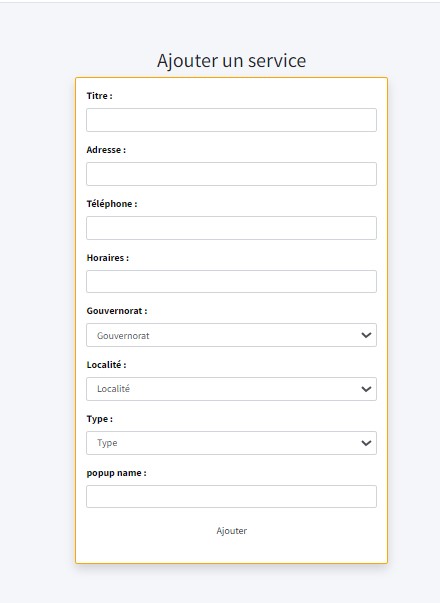 Ajouter un service
Titre :
Adresse :
Téléphone :
Horaires :
Gouvernorat :
Gouvernorat
Localité :
Localité
Type :
Type
popup name :
Ajouter